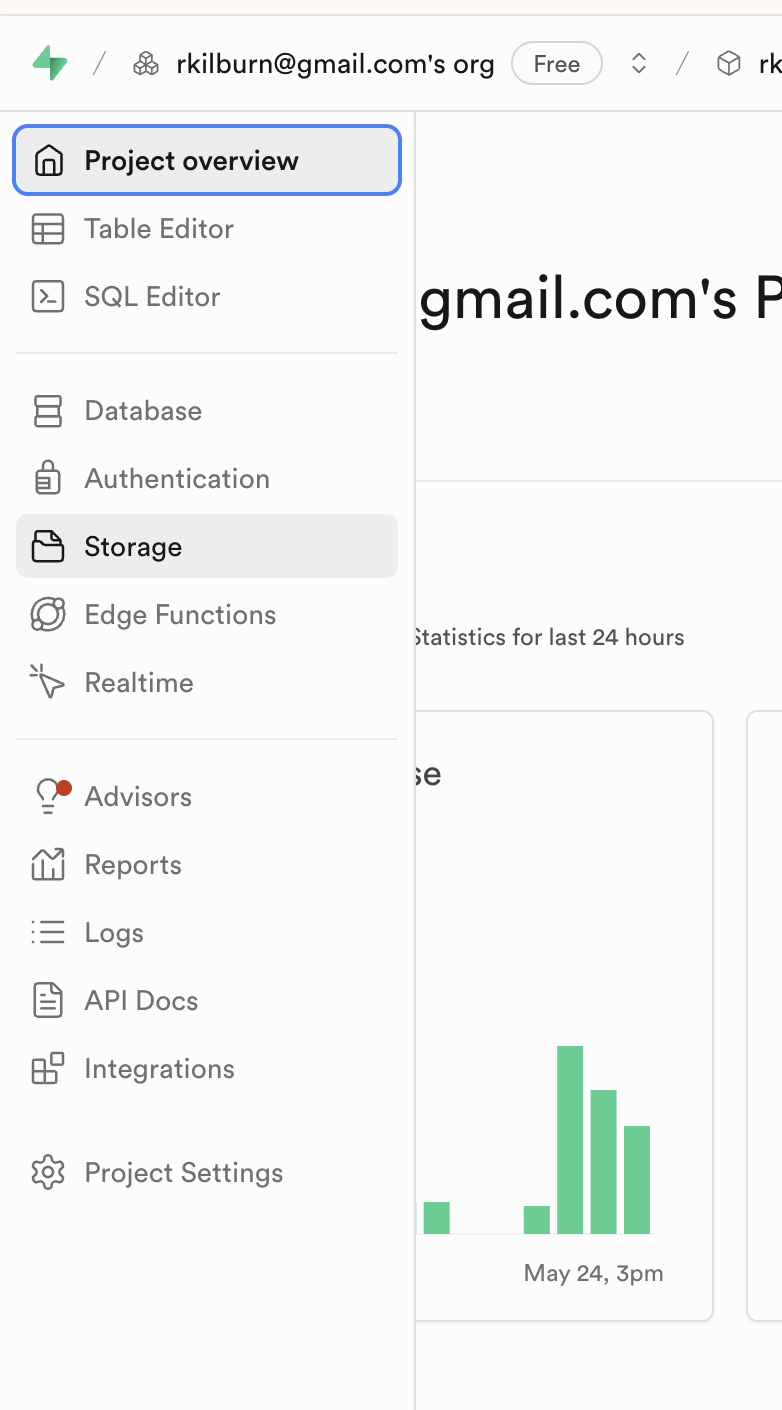 rkilburn@gmail.com's org Free rk
Project overview
Table Editor
SQL Editor
gmail.com's P
Database
Authentication
Storage
Edge Functions
Statistics for last 24 hours
Realtime
se
Advisors
Reports
Logs
API Docs
Integrations
Project Settings
May 24, 3pm